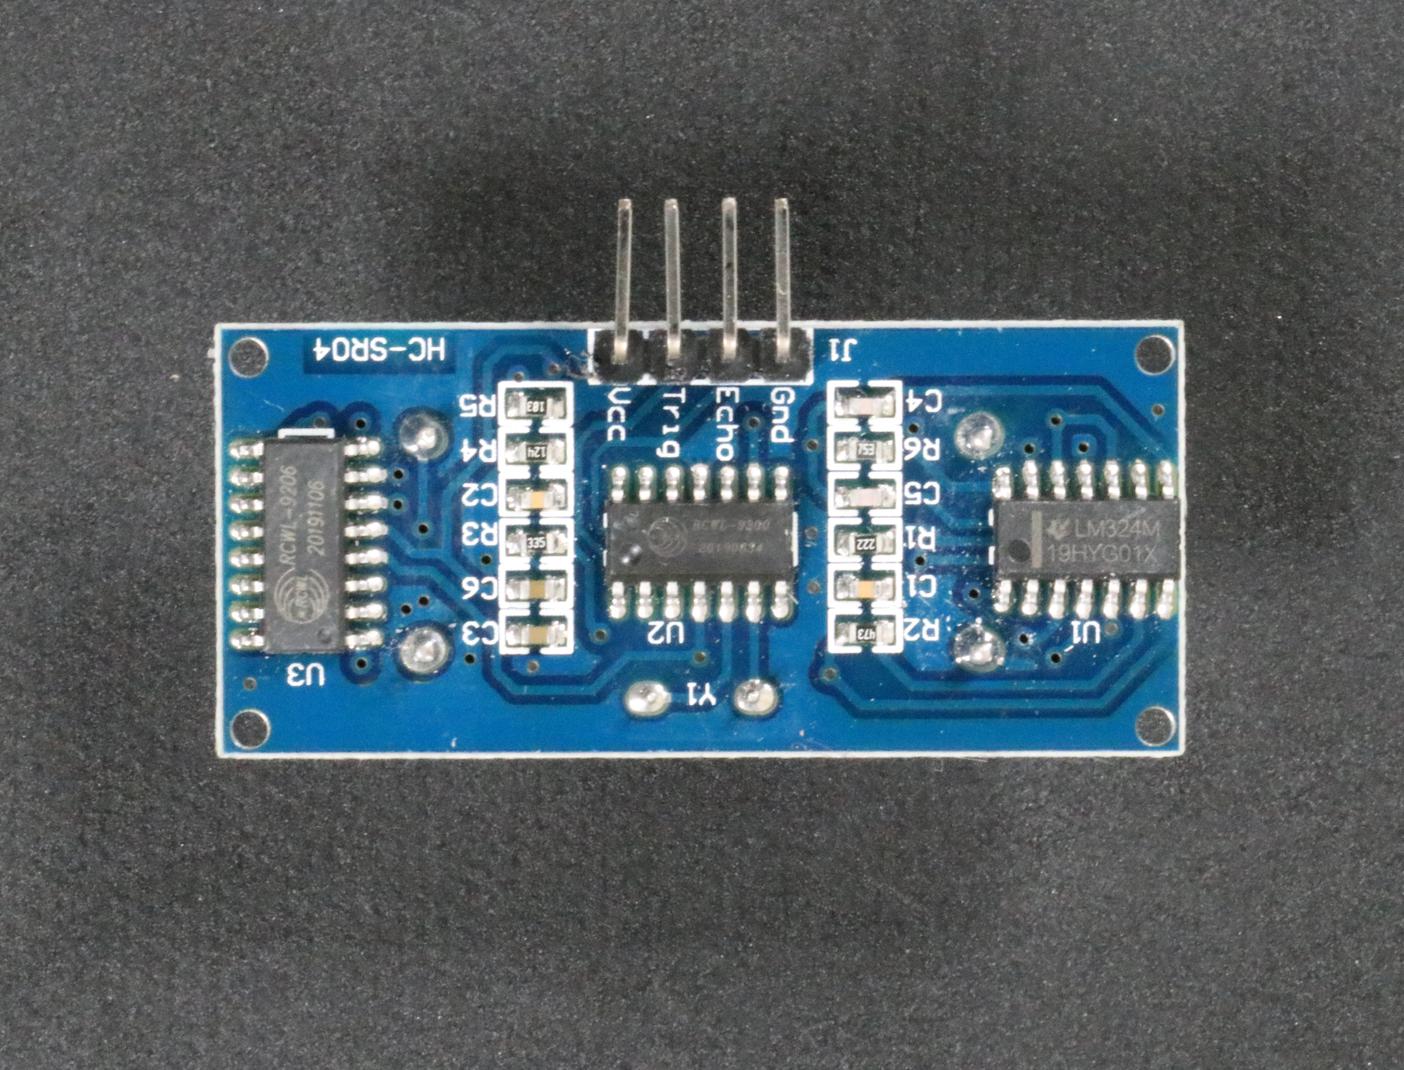 HC-SR04
J1
Vcc
Trig
Echo
Gnd
R5
183
R4
124
C2
R3
335
C6
C3
C4
R6
C5
R1
222
C1
R2
473
RCWL-9206
20191106
U3
RCWL-9300
U2
Y1
LM324M
19HYG01X
U1